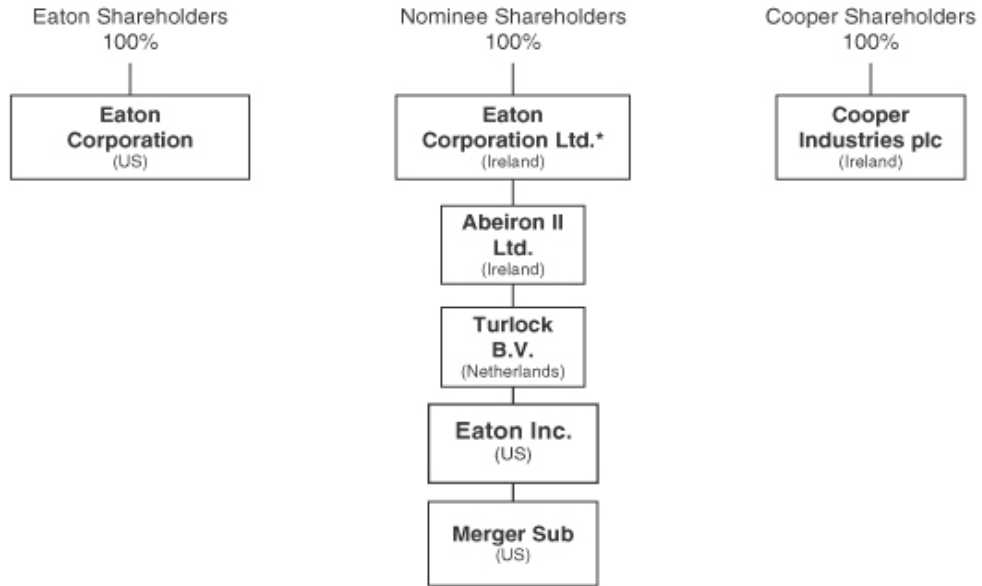 Eaton Shareholders
100%
Nominee Shareholders
100%
Cooper Shareholders
100%
Eaton
Corporation
(US)
Eaton
Corporation Ltd.*
(Ireland)
Cooper
Industries plc
(Ireland)
Abeiron II
Ltd.
(Ireland)
Turlock
B.V.
(Netherlands)
Eaton Inc.
(US)
Merger Sub
(US)